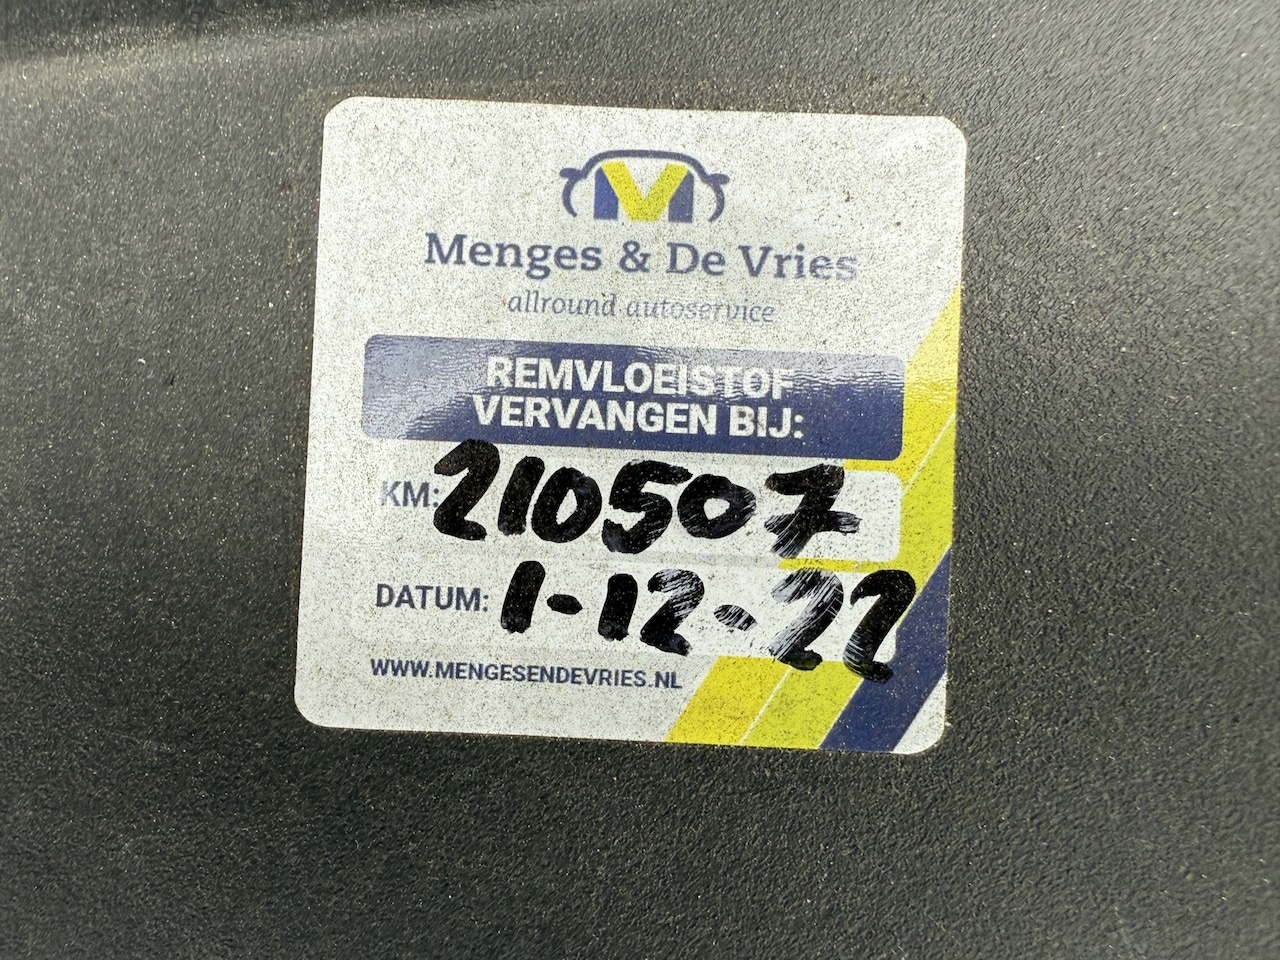 Menges & De Vries
allround autoservice
REMVLOEISTOF
VERVANGEN BIJ:
KM: 210507
DATUM: 1-12-22
WWW.MENGESENDEVRIES.NL